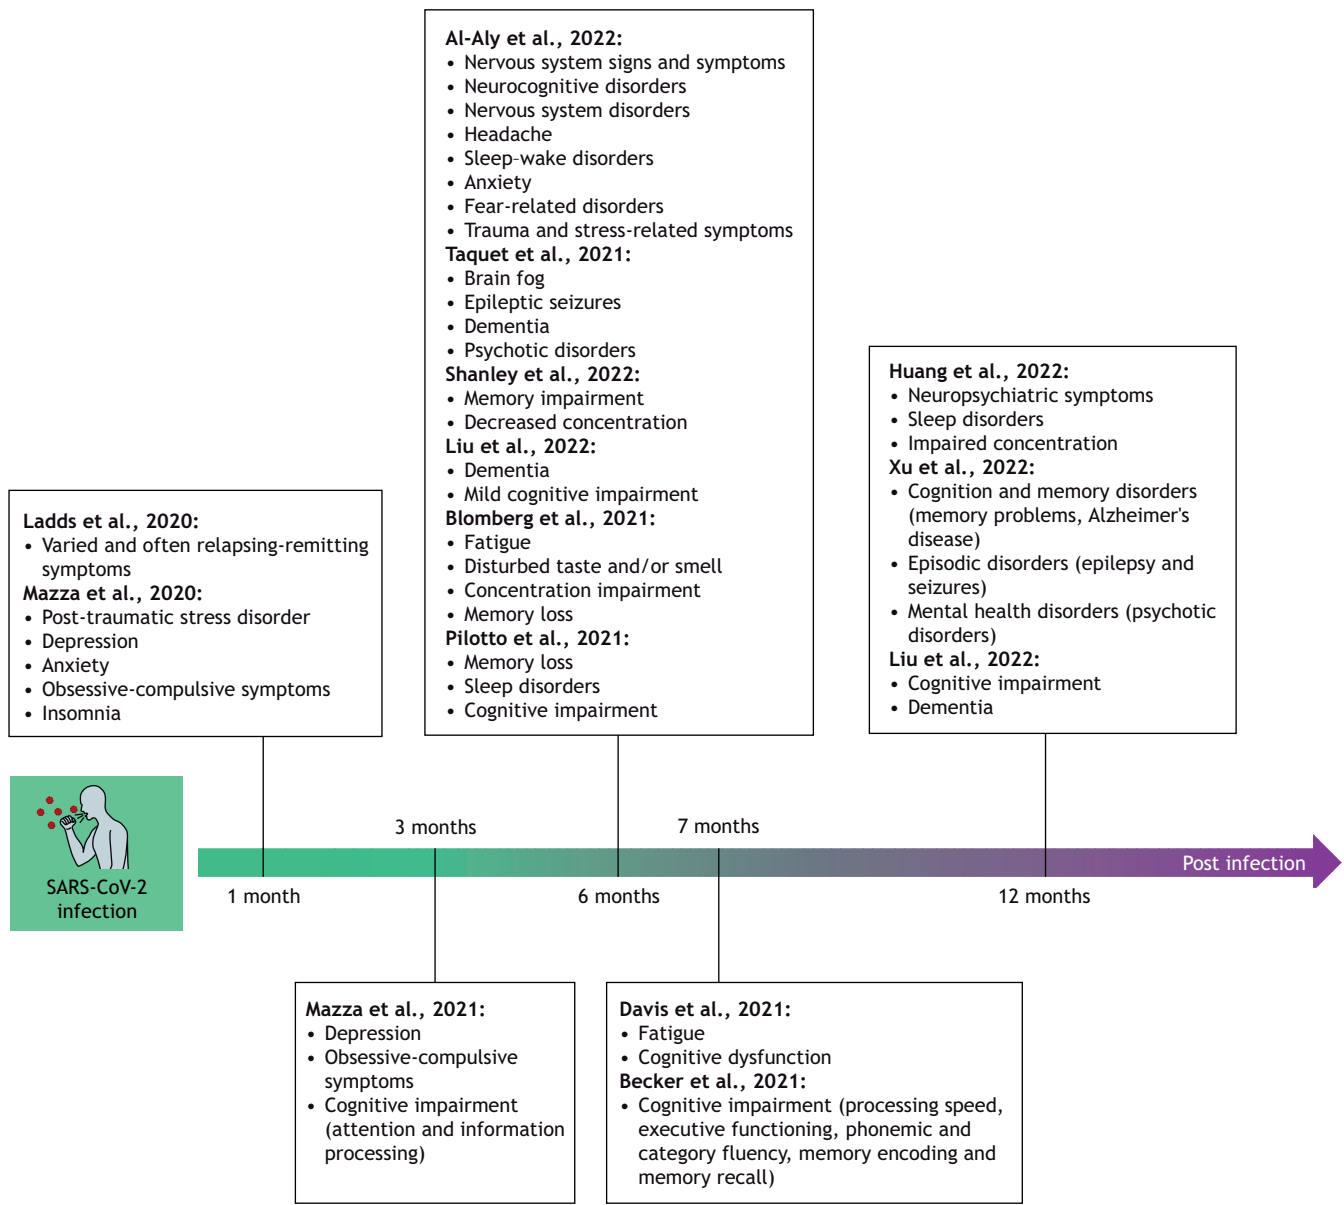 Al-Aly et al., 2022:
• Nervous system signs and symptoms
• Neurocognitive disorders
• Nervous system disorders
• Headache
• Sleep–wake disorders
• Anxiety
• Fear-related disorders
• Trauma and stress-related symptoms
Taquet et al., 2021:
• Brain fog
• Epileptic seizures
• Dementia
• Psychotic disorders
Shanley et al., 2022:
• Memory impairment
• Decreased concentration
Liu et al., 2022:
• Dementia
• Mild cognitive impairment
Blomberg et al., 2021:
• Fatigue
• Disturbed taste and/or smell
• Concentration impairment
• Memory loss
Pilotto et al., 2021:
• Memory loss
• Sleep disorders
• Cognitive impairment
Huang et al., 2022:
• Neuropsychiatric symptoms
• Sleep disorders
• Impaired concentration
Xu et al., 2022:
• Cognition and memory disorders
(memory problems, Alzheimer's
disease)
• Episodic disorders (epilepsy and
seizures)
• Mental health disorders (psychotic
disorders)
Liu et al., 2022:
• Cognitive impairment
• Dementia
Ladds et al., 2020:
• Varied and often relapsing-remitting
symptoms
Mazza et al., 2020:
• Post-traumatic stress disorder
• Depression
• Anxiety
• Obsessive-compulsive symptoms
• Insomnia
SARS-CoV-2
infection
3 months
7 months
Post infection
1 month
6 months
12 months
Mazza et al., 2021:
• Depression
• Obsessive-compulsive
symptoms
• Cognitive impairment
(attention and information
processing)
Davis et al., 2021:
• Fatigue
• Cognitive dysfunction
Becker et al., 2021:
• Cognitive impairment (processing speed,
executive functioning, phonemic and
category fluency, memory encoding and
memory recall)